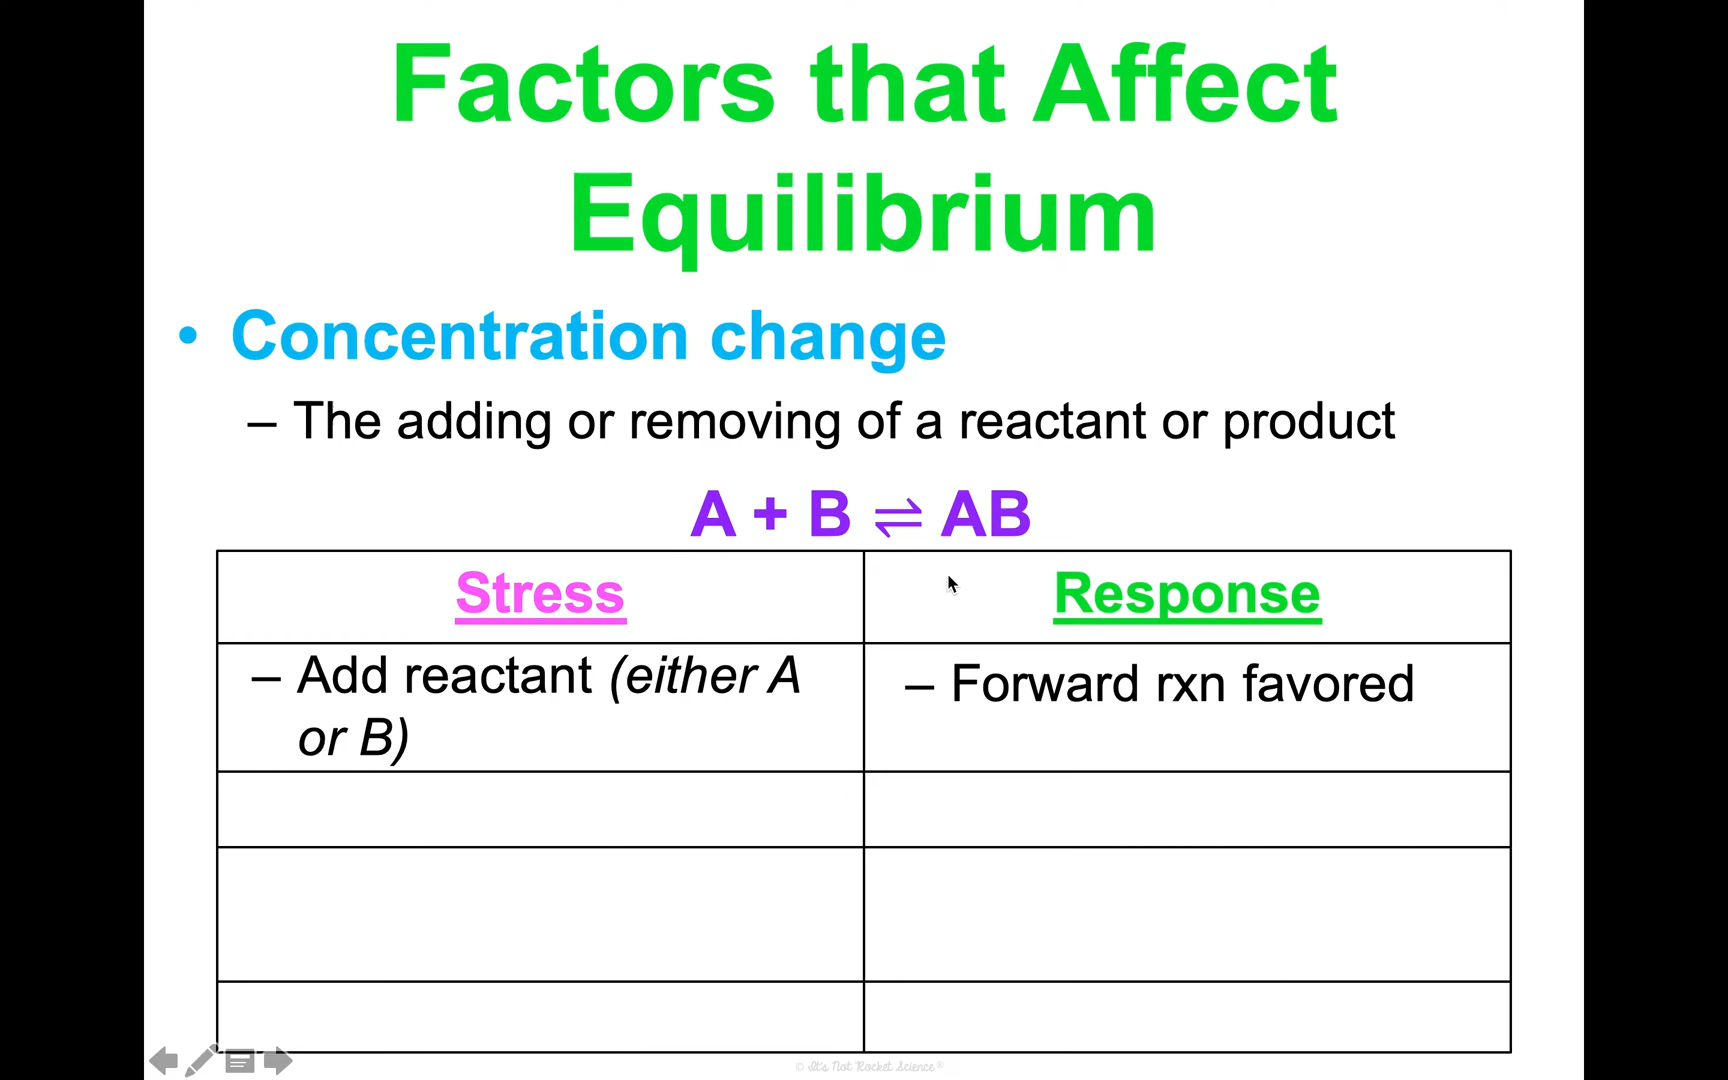 Factors that Affect
Equilibrium
• Concentration change
– The adding or removing of a reactant or product
A + B ⇌ AB
Stress
Response
– Add reactant (either A
or B)
– Forward rxn favored
© It's Not Rocket Science®